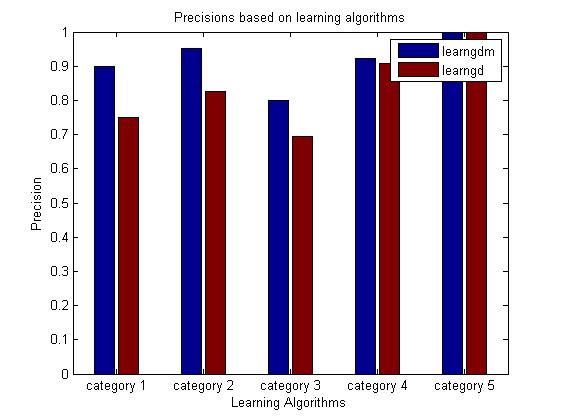 Precisions based on learning algorithms
learngdm
learngd
Precision
1
0.9
0.8
0.7
0.6
0.5
0.4
0.3
0.2
0.1
0
category 1 category 2 category 3 category 4 category 5
Learning Algorithms